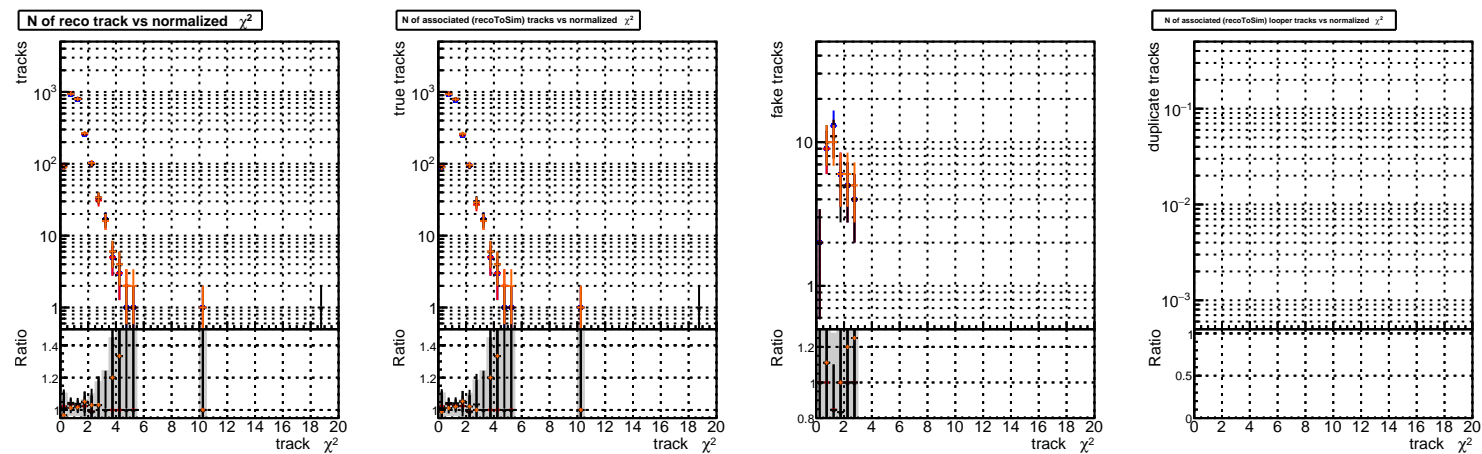 N of reco track vs normalized χ²
tracks
10³
10²
10
1
Ratio
1.4
1.2
1
0 2 4 6 8 10 12 14 16 18 20
track χ²
N of associated (recoToSim) tracks vs normalized χ²
true tracks
10³
10²
10
1
Ratio
1.4
1.2
1
0 2 4 6 8 10 12 14 16 18 20
track χ²
fake tracks
10
1
Ratio
1.2
1
0.8
0 2 4 6 8 10 12 14 16 18 20
track χ²
N of associated (recoToSim) looper tracks vs normalized χ²
duplicate tracks
10⁻¹
10⁻²
10⁻³
Ratio
1
0.5
0
0 2 4 6 8 10 12 14 16 18 20
track χ²